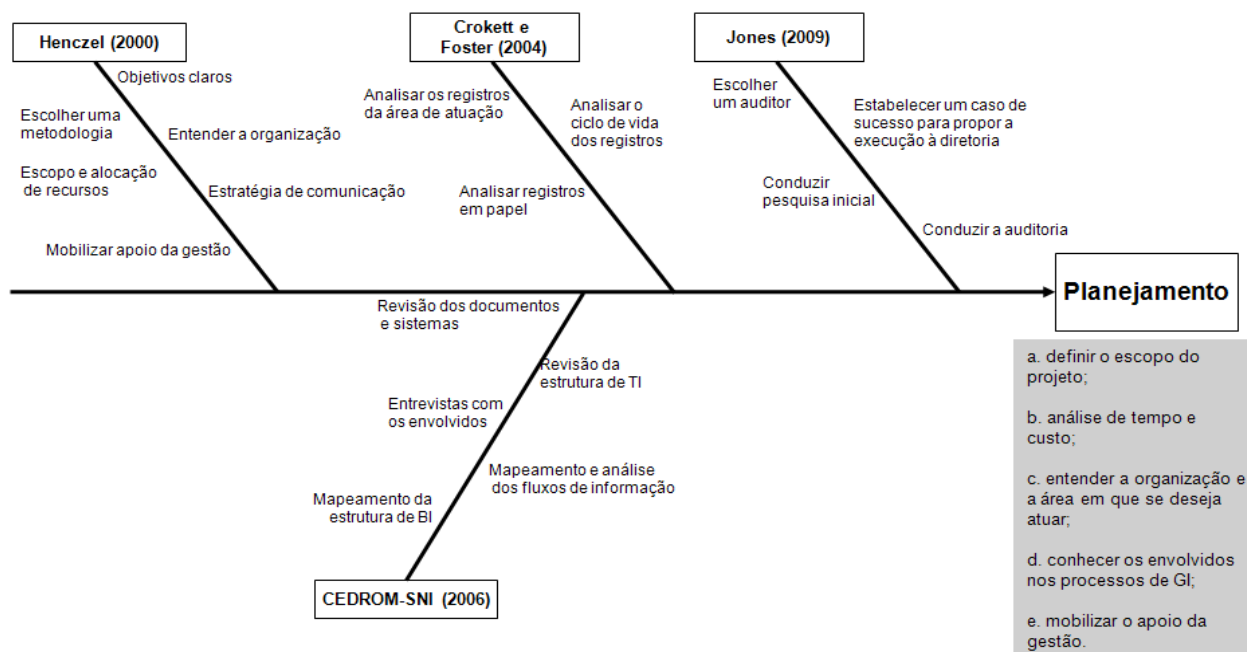 Henczel (2000)
Objetivos claros
Escolher uma
metodologia
Entender a organização
Escopo e alocação
de recursos
Estratégia de comunicação
Mobilizar apoio da gestão
Crokett e
Foster (2004)
Analisar os registros
da área de atuação
Analisar o
ciclo de vida
dos registros
Analisar registros
em papel
Jones (2009)
Escolher
um auditor
Estabelecer um caso de
sucesso para propor a
execução à diretoria
Conduzir
pesquisa inicial
Conduzir a auditoria
Planejamento
Revisão dos documentos
e sistemas
Revisão da
estrutura de TI
Entrevistas com
os envolvidos
Mapeamento e análise
dos fluxos de informação
Mapeamento da
estrutura de BI
CEDROM-SNI (2006)
a. definir o escopo do
projeto;
b. análise de tempo e
custo;
c. entender a organização e
a área em que se deseja
atuar;
d. conhecer os envolvidos
nos processos de GI;
e. mobilizar o apoio da
gestão.